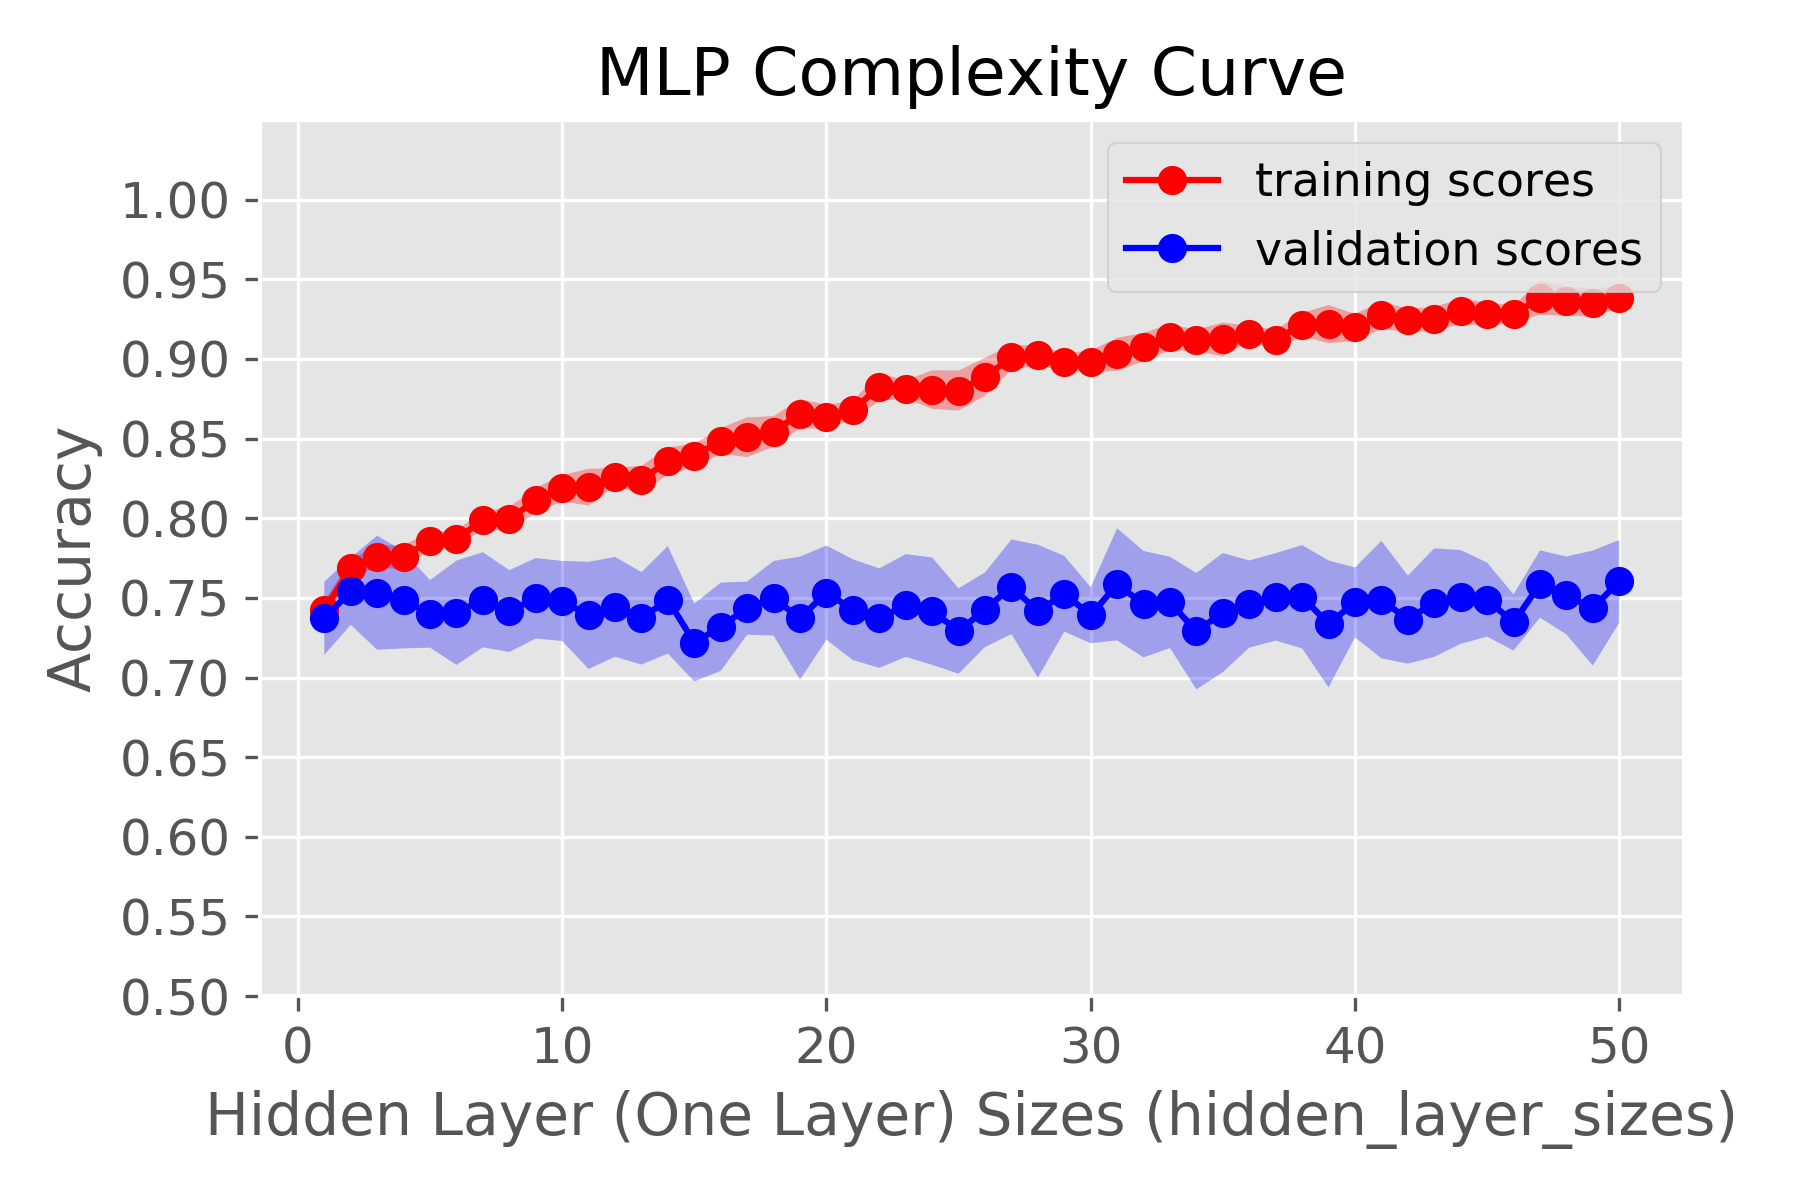 MLP Complexity Curve
training scores
validation scores
Accuracy
1.00
0.95
0.90
0.85
0.80
0.75
0.70
0.65
0.60
0.55
0.50
0 10 20 30 40 50
Hidden Layer (One Layer) Sizes (hidden_layer_sizes)